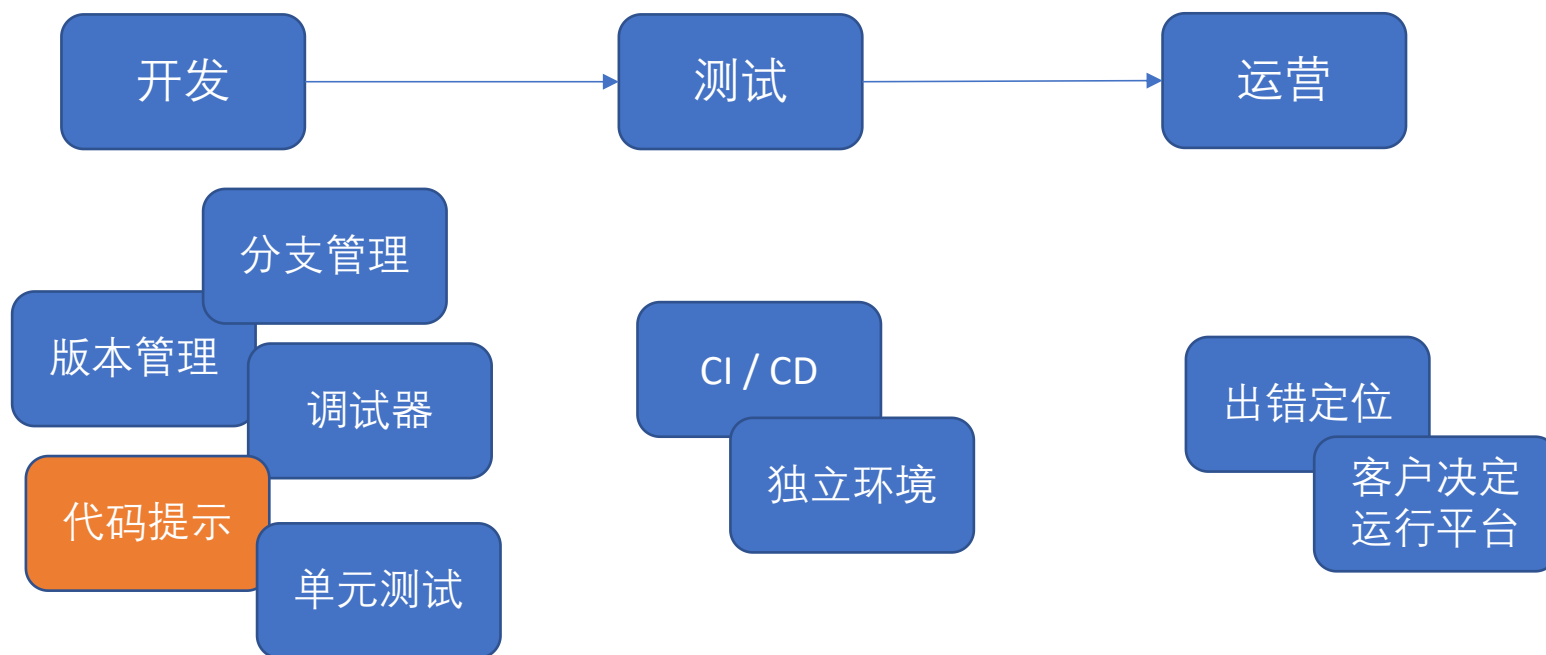 开发
测试
运营
分支管理
版本管理
调试器
代码提示
单元测试
CI / CD
独立环境
出错定位
客户决定
运行平台